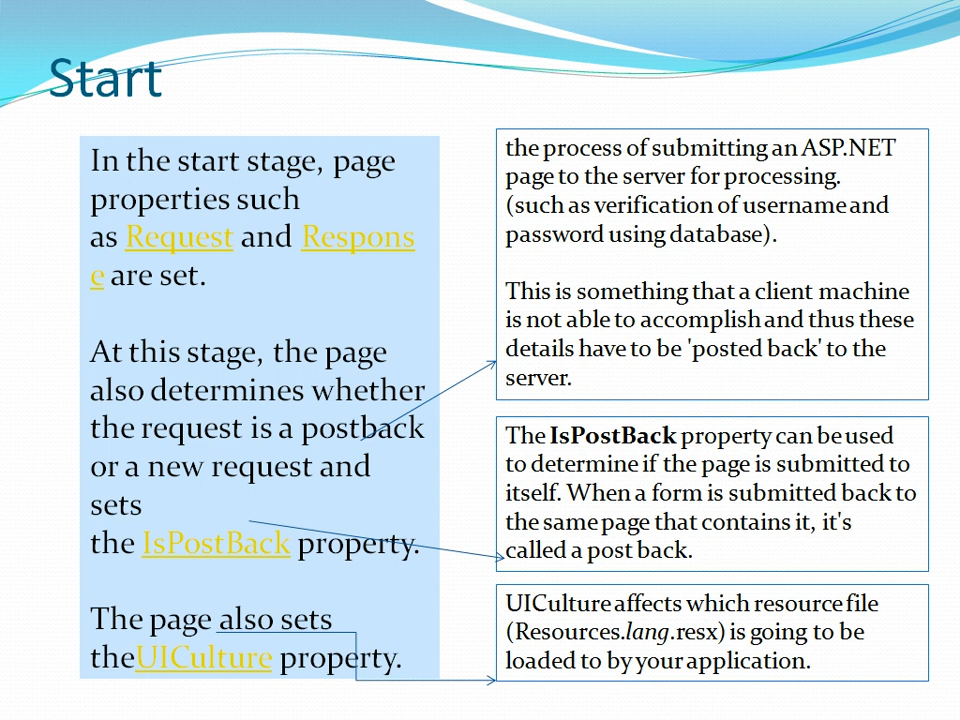 Start
In the start stage, page
properties such
as Request and Respons
e are set.
At this stage, the page
also determines whether
the request is a postback
or a new request and
sets
the IsPostBack property.
The page also sets
theUICulture property.
the process of submitting an ASP.NET
page to the server for processing.
(such as verification of username and
password using database).
This is something that a client machine
is not able to accomplish and thus these
details have to be 'posted back' to the
server.
The IsPostBack property can be used
to determine if the page is submitted to
itself. When a form is submitted back to
the same page that contains it, it's
called a post back.
UICulture affects which resource file
(Resources.lang.resx) is going to be
loaded to by your application.